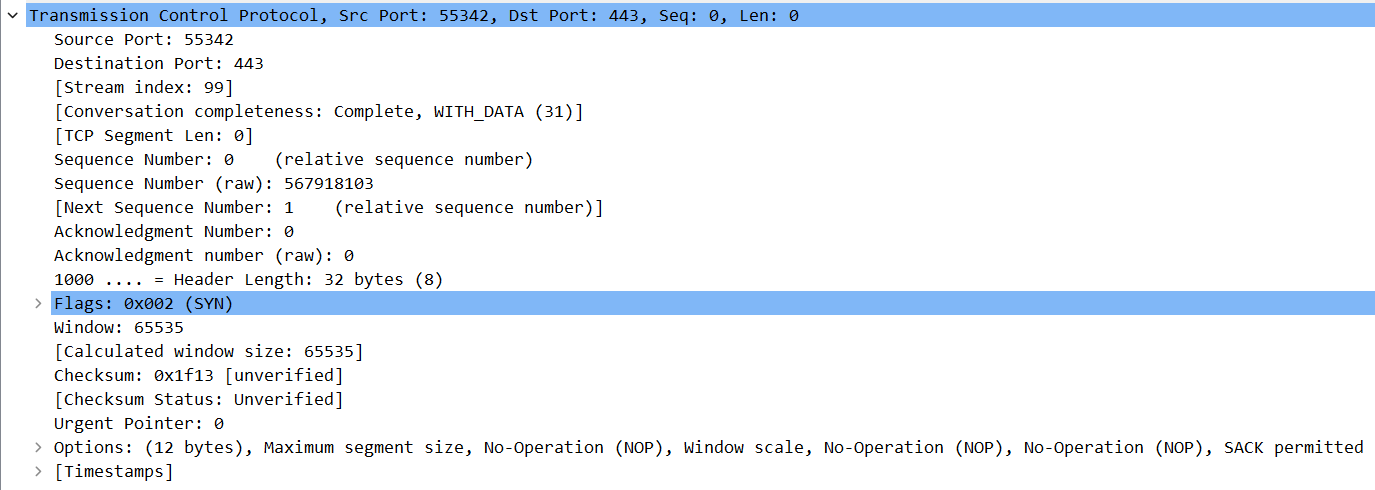 Transmission Control Protocol, Src Port: 55342, Dst Port: 443, Seq: 0, Len: 0
Source Port: 55342
Destination Port: 443
[Stream index: 99]
[Conversation completeness: Complete, WITH_DATA (31)]
[TCP Segment Len: 0]
Sequence Number: 0    (relative sequence number)
Sequence Number (raw): 567918103
[Next Sequence Number: 1    (relative sequence number)]
Acknowledgment Number: 0
Acknowledgment number (raw): 0
1000 .... = Header Length: 32 bytes (8)
Flags: 0x002 (SYN)
Window: 65535
[Calculated window size: 65535]
Checksum: 0x1f13 [unverified]
[Checksum Status: Unverified]
Urgent Pointer: 0
Options: (12 bytes), Maximum segment size, No-Operation (NOP), Window scale, No-Operation (NOP), No-Operation (NOP), SACK permitted
[Timestamps]